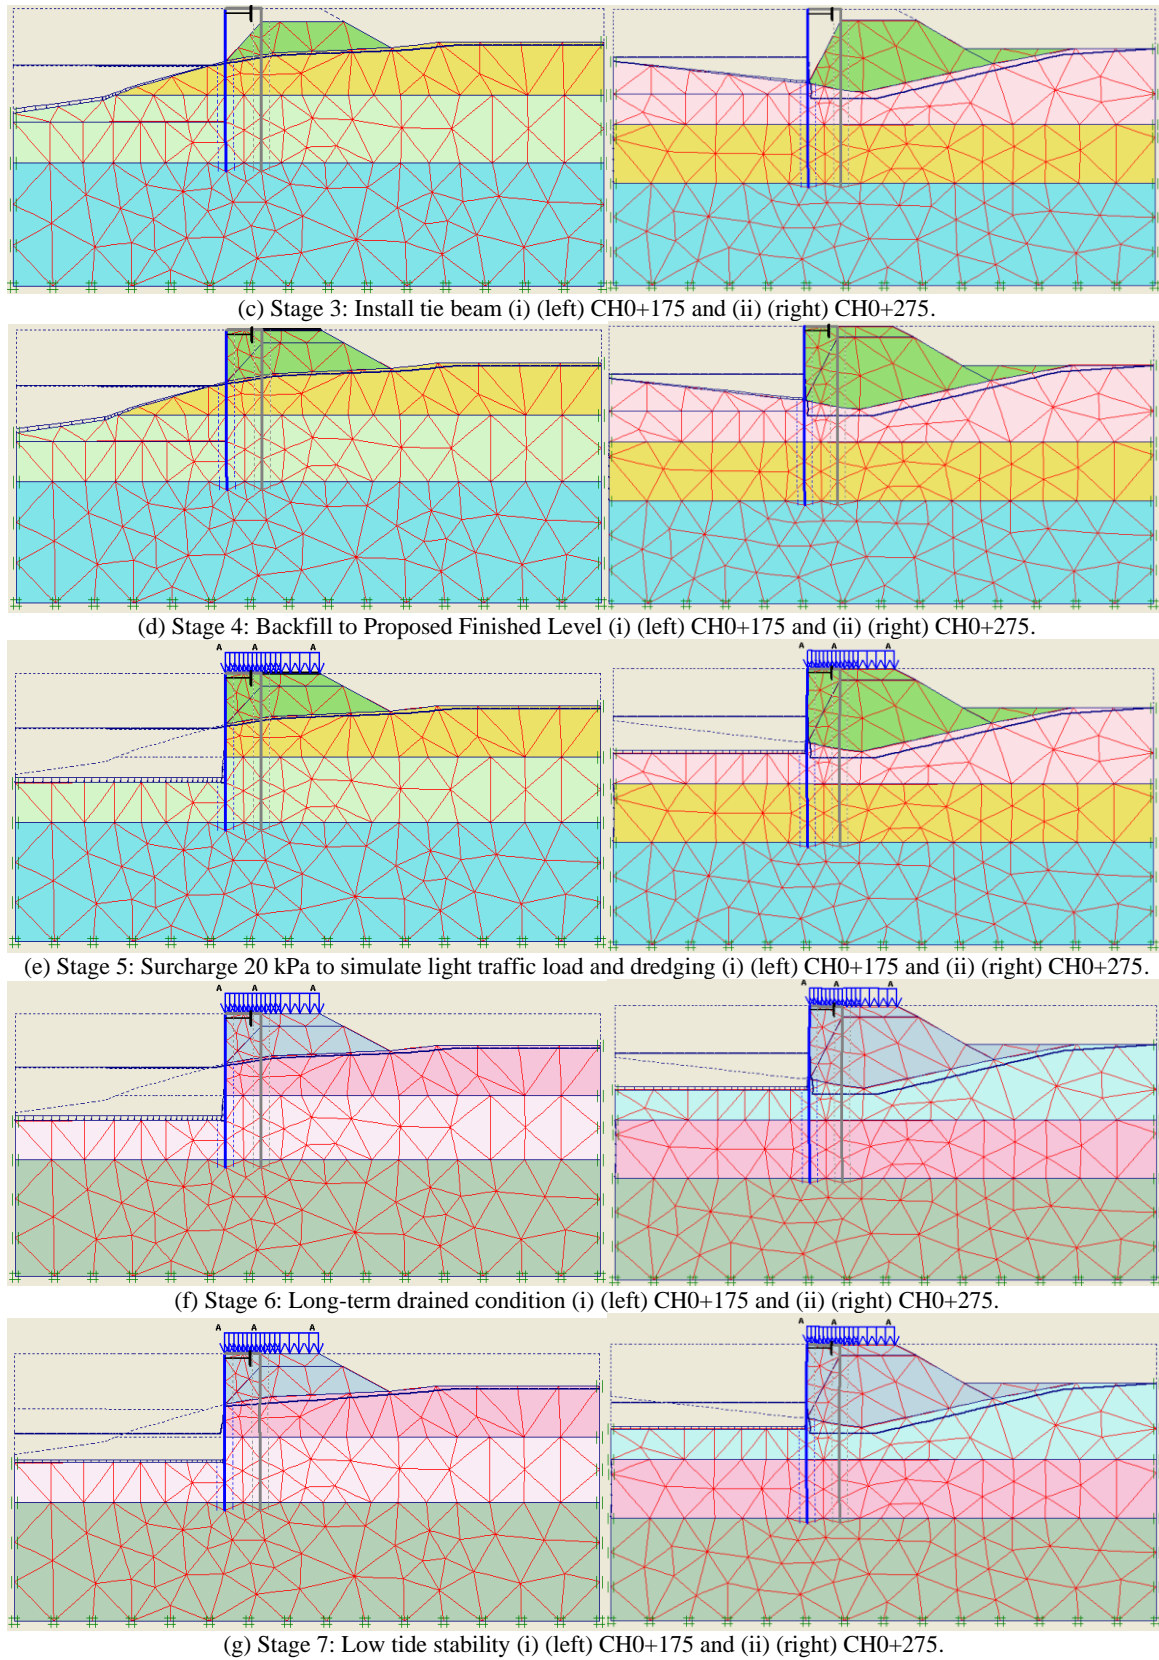 (c) Stage 3: Install tie beam (i) (left) CH0+175 and (ii) (right) CH0+275.
(d) Stage 4: Backfill to Proposed Finished Level (i) (left) CH0+175 and (ii) (right) CH0+275.
A A A A A A
(e) Stage 5: Surcharge 20 kPa to simulate light traffic load and dredging (i) (left) CH0+175 and (ii) (right) CH0+275.
A A A A A A
(f) Stage 6: Long-term drained condition (i) (left) CH0+175 and (ii) (right) CH0+275.
A A A A A A
(g) Stage 7: Low tide stability (i) (left) CH0+175 and (ii) (right) CH0+275.